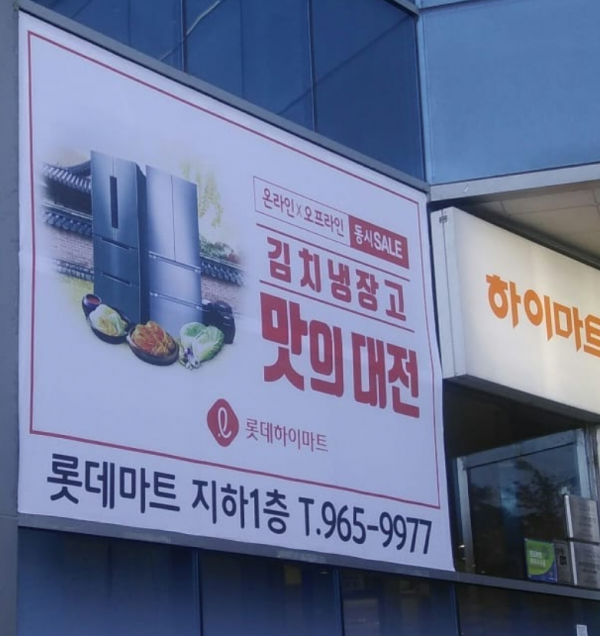 온라인X오프라인 동시SALE
김치냉장고
맛의 대전
롯데하이마트
롯데마트 지하1층 T.965-9977
하이마트